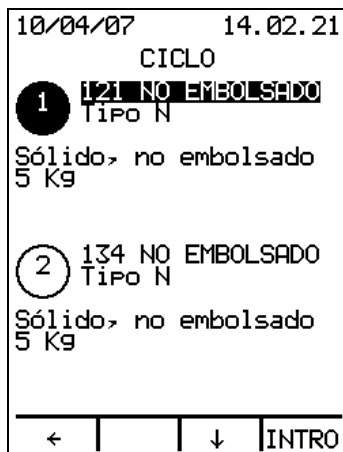 10/04/07 14.02.21
CICLO
1 121 NO EMBOLSADO
Tipo N
Sólido, no embolsado
5 Kg
2 134 NO EMBOLSADO
Tipo N
Sólido, no embolsado
5 Kg
← ↓ INTRO